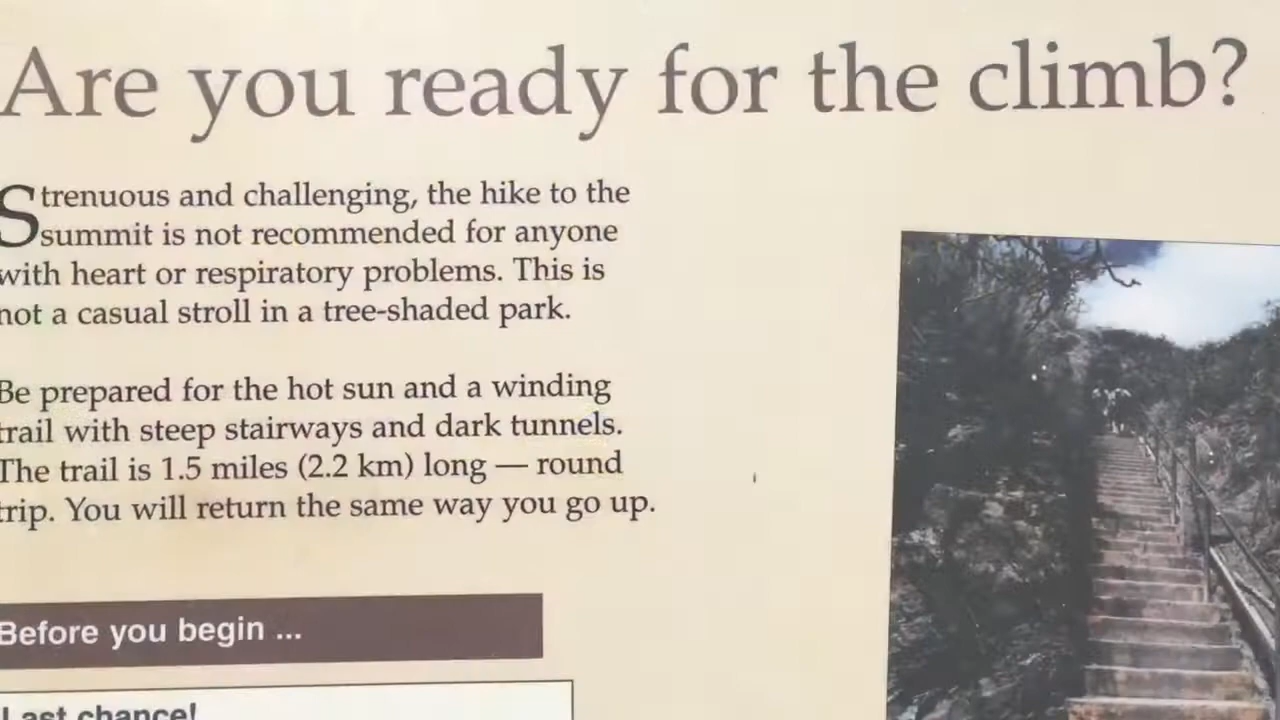 Are you ready for the climb?
Strenuous and challenging, the hike to the
summit is not recommended for anyone
with heart or respiratory problems. This is
not a casual stroll in a tree-shaded park.
Be prepared for the hot sun and a winding
trail with steep stairways and dark tunnels.
The trail is 1.5 miles (2.2 km) long — round
trip. You will return the same way you go up.
Before you begin ...
Last chance!